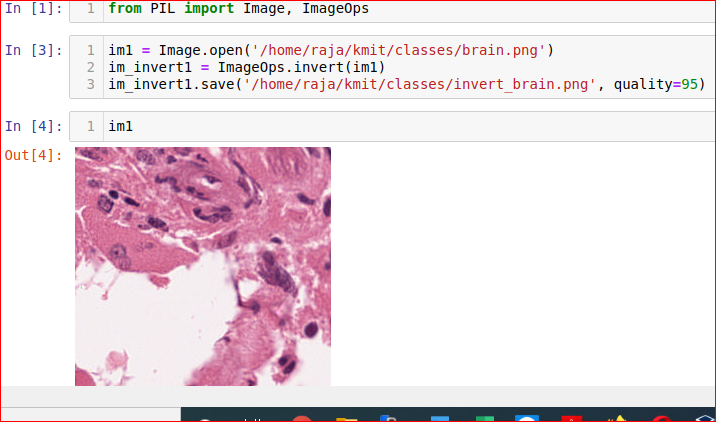 In [1]: 1 from PIL import Image, ImageOps
In [3]: 1 im1 = Image.open('/home/raja/kmit/classes/brain.png')
2 im_invert1 = ImageOps.invert(im1)
3 im_invert1.save('/home/raja/kmit/classes/invert_brain.png', quality=95)
In [4]: 1 im1
Out[4]: